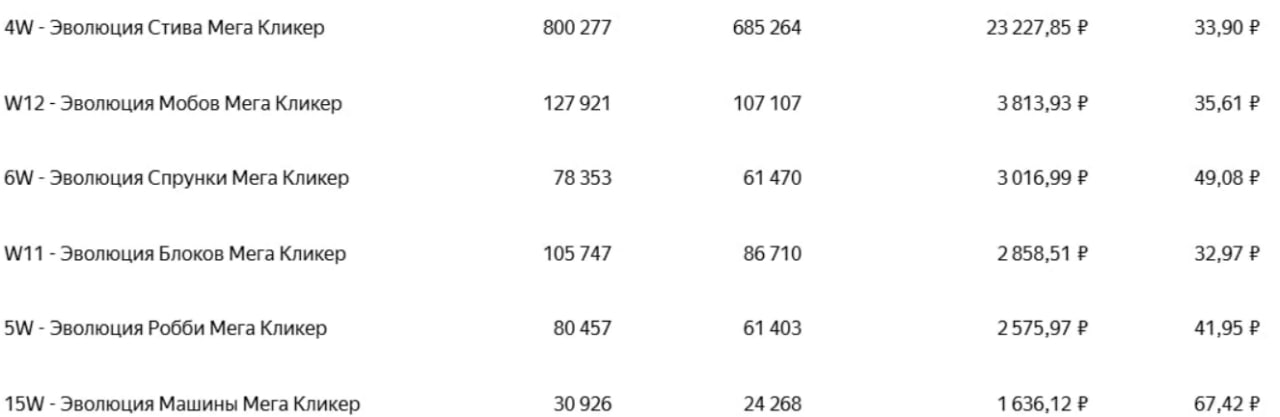 4W - Эволюция Стива Мега Кликер 800 277 685 264 23 227,85 ₽ 33,90 ₽
W12 - Эволюция Мобов Мега Кликер 127 921 107 107 3 813,93 ₽ 35,61 ₽
6W - Эволюция Спрунки Мега Кликер 78 353 61 470 3 016,99 ₽ 49,08 ₽
W11 - Эволюция Блоков Мега Кликер 105 747 86 710 2 858,51 ₽ 32,97 ₽
5W - Эволюция Робби Мега Кликер 80 457 61 403 2 575,97 ₽ 41,95 ₽
15W - Эволюция Машины Мега Кликер 30 926 24 268 1 636,12 ₽ 67,42 ₽